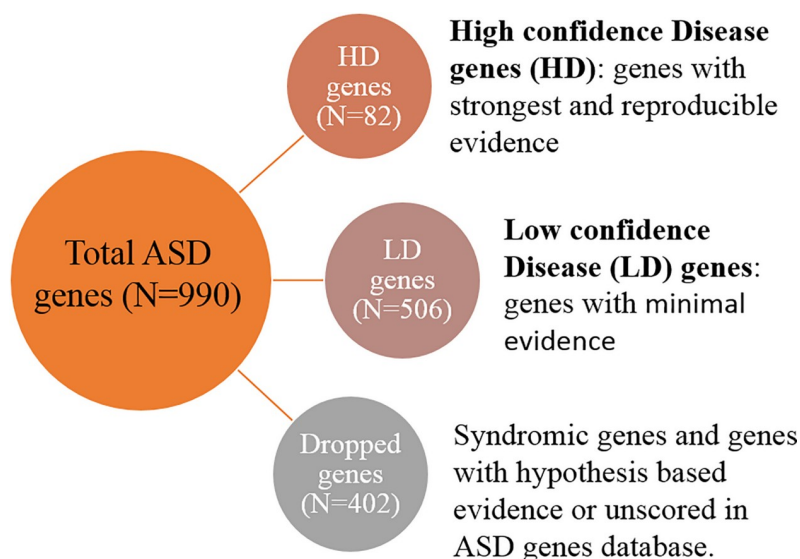 Total ASD
genes (N=990)
HD
genes
(N=82)
High confidence Disease
genes (HD): genes with
strongest and reproducible
evidence
LD
genes
(N=506)
Low confidence
Disease (LD) genes:
genes with minimal
evidence
Dropped
genes
(N=402)
Syndromic genes and genes
with hypothesis based
evidence or unscored in
ASD genes database.